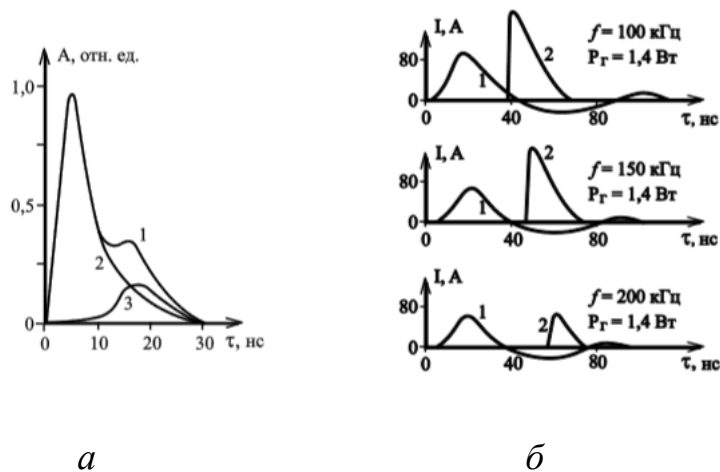 A, отн. ед.
1,0
0,5
0
1
2
3
0 10 20 30 τ, нс
I, А
80
0
1
2
f = 100 кГц
Pг = 1,4 Вт
0 40 80 τ, нс
I, А
80
0
1
2
f = 150 кГц
Pг = 1,4 Вт
0 40 80 τ, нс
I, А
80
0
1
2
f = 200 кГц
Pг = 1,4 Вт
0 40 80 τ, нс
а б